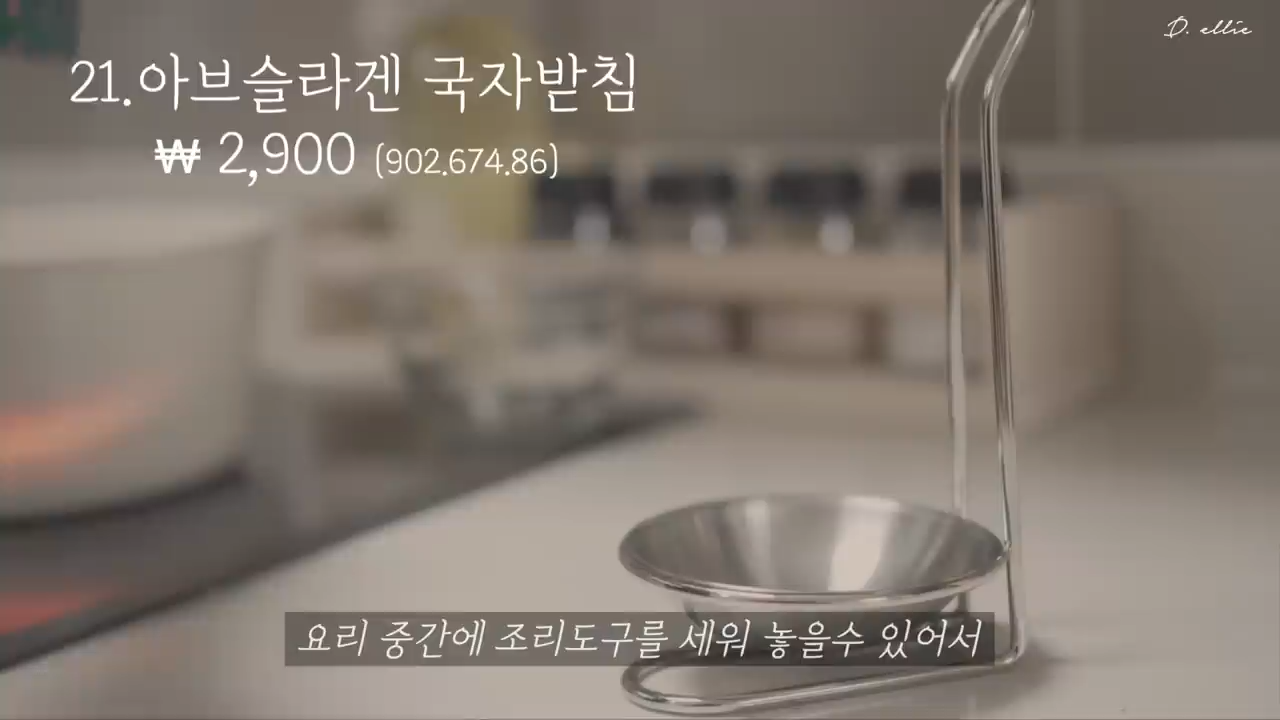 D. ellie
21.아브슬라겐 국자받침
₩ 2,900 (902.674.86)
요리 중간에 조리도구를 세워 놓을수 있어서